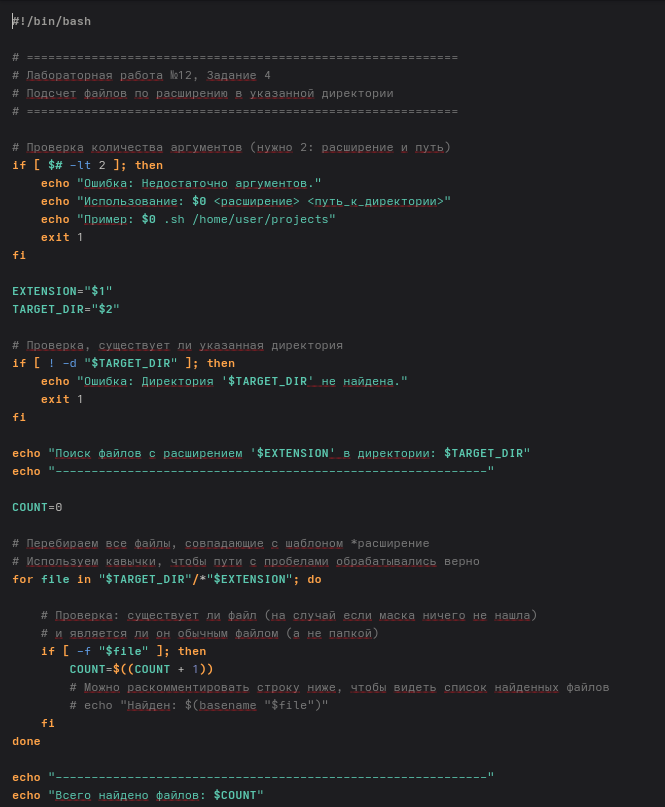 #!/bin/bash
# ============================================================
# Лабораторная работа №12, Задание 4
# Подсчет файлов по расширению в указанной директории
# ============================================================
# Проверка количества аргументов (нужно 2: расширение и путь)
if [ $# -lt 2 ]; then
    echo "Ошибка: Недостаточно аргументов."
    echo "Использование: $0 <расширение> <путь_к_директории>"
    echo "Пример: $0 .sh /home/user/projects"
    exit 1
fi
EXTENSION="$1"
TARGET_DIR="$2"
# Проверка, существует ли указанная директория
if [ ! -d "$TARGET_DIR" ]; then
    echo "Ошибка: Директория '$TARGET_DIR' не найдена."
    exit 1
fi
echo "Поиск файлов с расширением '$EXTENSION' в директории: $TARGET_DIR"
echo "------------------------------------------------------------"
COUNT=0
# Перебираем все файлы, совпадающие с шаблоном *расширение
# Используем кавычки, чтобы пути с пробелами обрабатывались верно
for file in "$TARGET_DIR"/*"$EXTENSION"; do
    # Проверка: существует ли файл (на случай если маска ничего не нашла)
    # и является ли он обычным файлом (а не папкой)
    if [ -f "$file" ]; then
        COUNT=$((COUNT + 1))
        # Можно раскомментировать строку ниже, чтобы видеть список найденных файлов
        # echo "Найден: $(basename "$file")"
    fi
done
echo "------------------------------------------------------------"
echo "Всего найдено файлов: $COUNT"